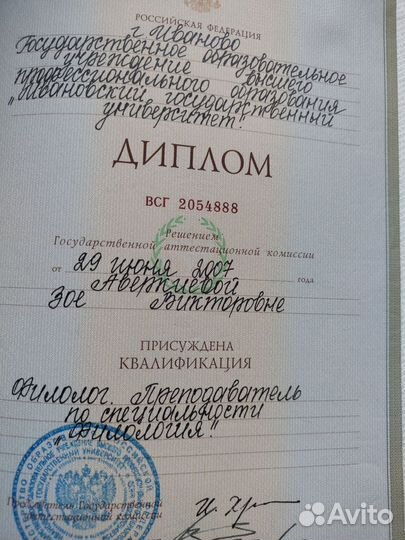 РОССИЙСКАЯ ФЕДЕРАЦИЯ
г. Иваново
Государственное образовательное
учреждение высшего
профессионального образования
"Ивановский государственный
университет"
ДИПЛОМ
ВСГ 2054888
Решением
Государственной аттестационной комиссии
от 29 июня 2007 года
Аверкиевой
Зое Викторовне
ПРИСУЖДЕНА
КВАЛИФИКАЦИЯ
Филолог. Преподаватель
по специальности
"Филология"
Председатель Государственной
аттестационной комиссии
Avito